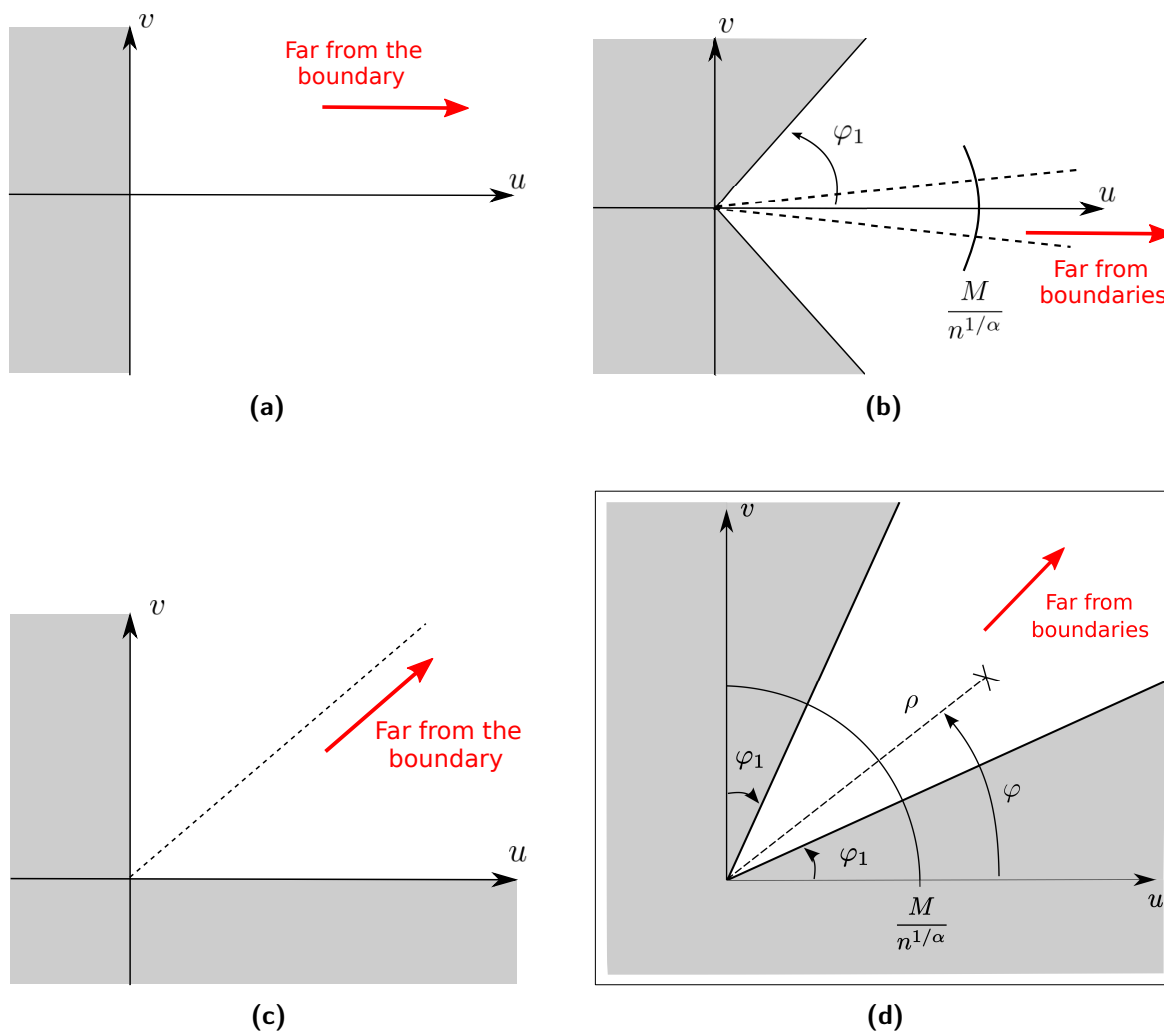 v
Far from the
boundary
u
(a)
v
φ₁
u
Far from
boundaries
M
n^{1/α}
(b)
v
Far from the
boundary
u
(c)
v
Far from
boundaries
ρ
φ₁
φ
φ₁
u
M
n^{1/α}
(d)